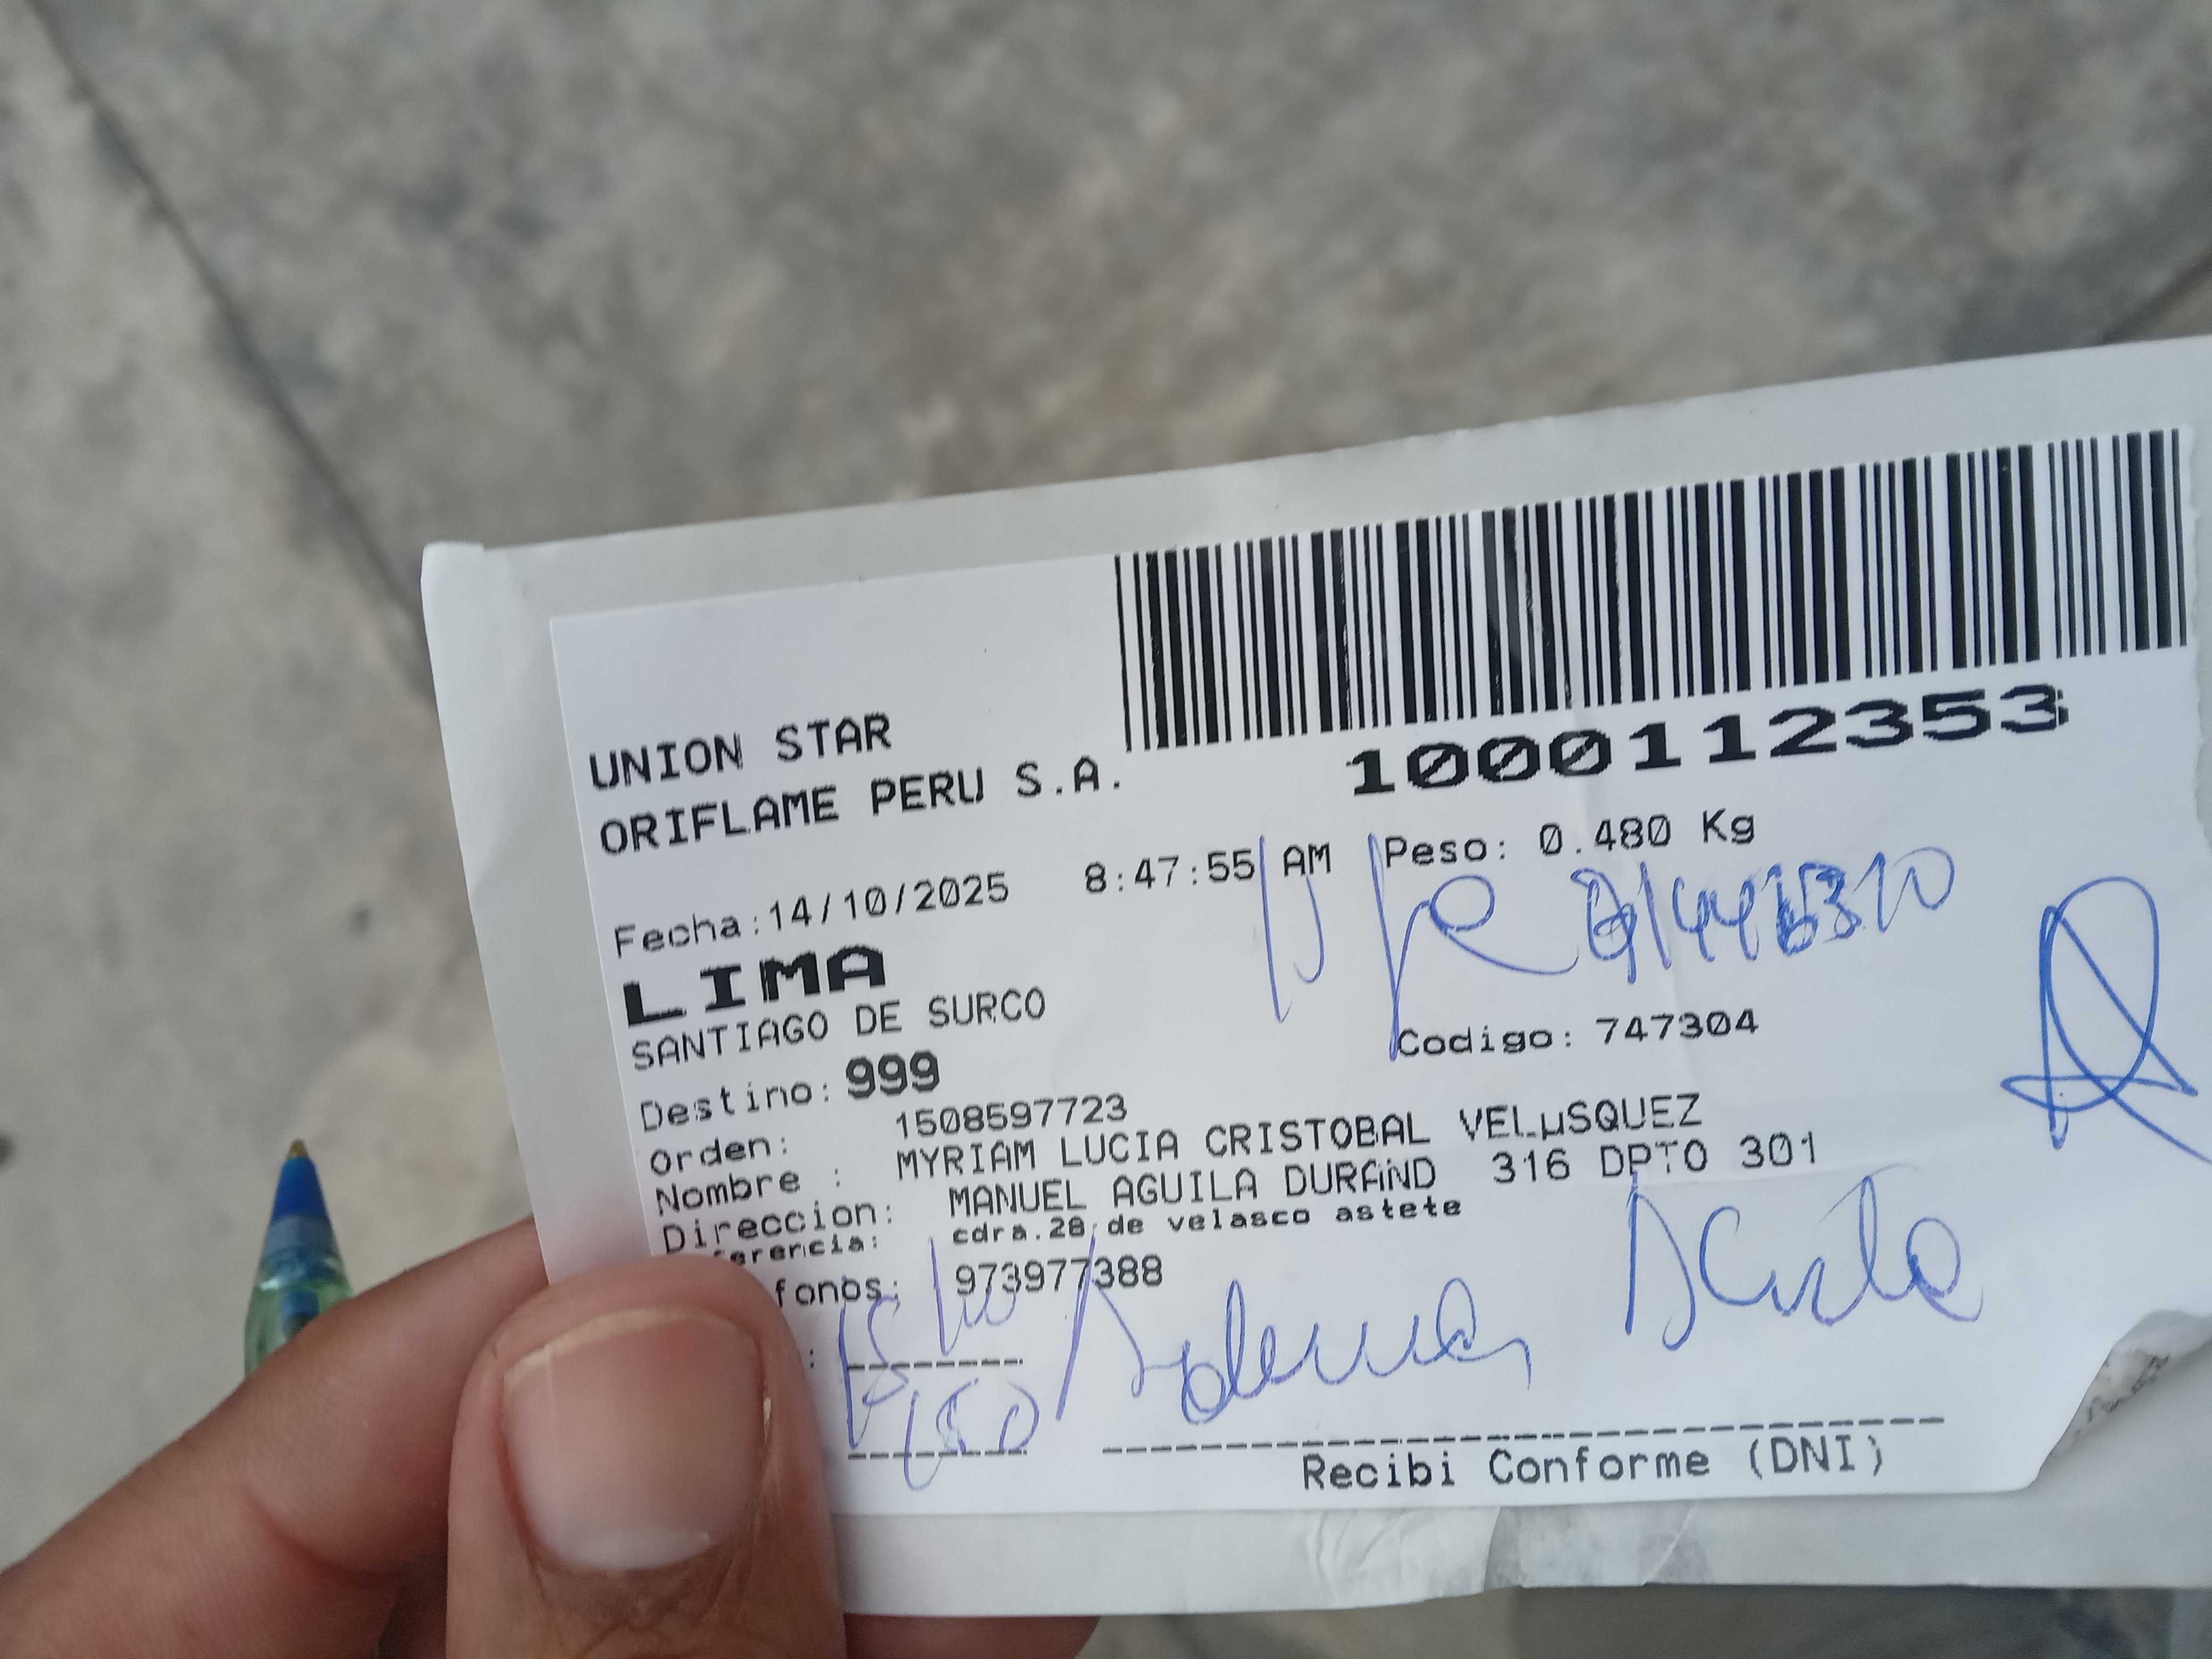 UNION STAR
ORIFLAME PERU S.A.
1000112353
Fecha:14/10/2025 8:47:55 AM Peso: 0.480 Kg
LIMA
SANTIAGO DE SURCO
Codigo: 747304
Destino: 999
Orden: 1508597723
Nombre : MYRIAM LUCIA CRISTOBAL VELµSQUEZ
Direccion: MANUEL AGUILA DURAND 316 DPTO 301
erencia: cdra.28 de velasco astete
fonos: 973977388
Recibi Conforme (DNI)